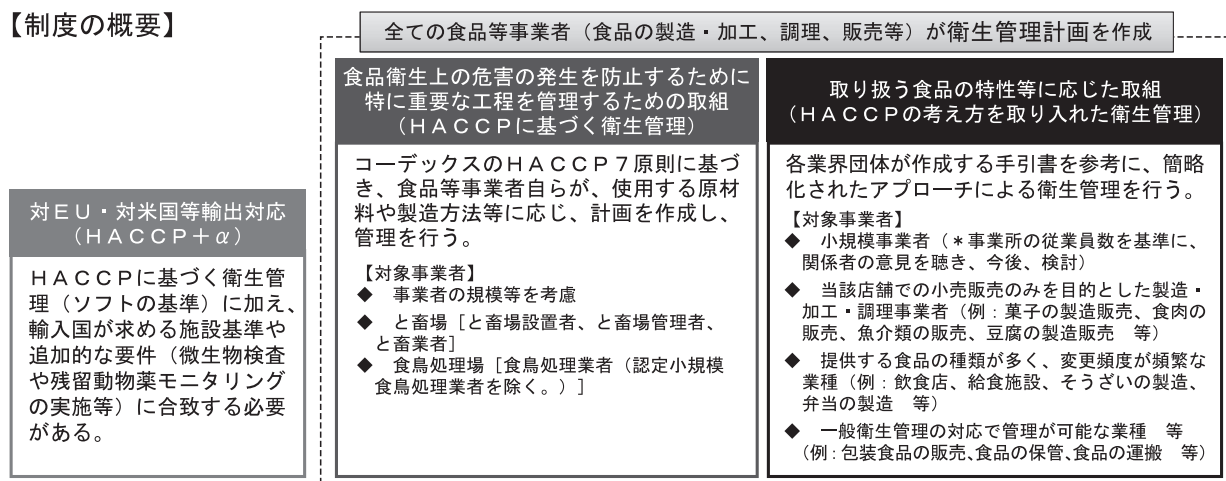 【制度の概要】
全ての食品等事業者（食品の製造・加工、調理、販売等）が衛生管理計画を作成
対ＥＵ・対米国等輸出対応
（ＨＡＣＣＰ＋α）
ＨＡＣＣＰに基づく衛生管
理（ソフトの基準）に加え、
輸入国が求める施設基準や
追加的な要件（微生物検査
や残留動物薬モニタリング
の実施等）に合致する必要
がある。
食品衛生上の危害の発生を防止するために
特に重要な工程を管理するための取組
（ＨＡＣＣＰに基づく衛生管理）
コーデックスのＨＡＣＣＰ７原則に基づ
き、食品等事業者自らが、使用する原材
料や製造方法等に応じ、計画を作成し、
管理を行う。
【対象事業者】
◆　事業者の規模等を考慮
◆　と畜場［と畜場設置者、と畜場管理者、
と畜業者］
◆　食鳥処理場［食鳥処理業者（認定小規模
食鳥処理業者を除く。）］
取り扱う食品の特性等に応じた取組
（ＨＡＣＣＰの考え方を取り入れた衛生管理）
各業界団体が作成する手引書を参考に、簡略
化されたアプローチによる衛生管理を行う。
【対象事業者】
◆　小規模事業者（＊事業所の従業員数を基準に、
関係者の意見を聴き、今後、検討）
◆　当該店舗での小売販売のみを目的とした製造・
加工・調理事業者（例：菓子の製造販売、食肉の
販売、魚介類の販売、豆腐の製造販売　等）
◆　提供する食品の種類が多く、変更頻度が頻繁な
業種（例：飲食店、給食施設、そうざいの製造、
弁当の製造　等）
◆　一般衛生管理の対応で管理が可能な業種　等
（例：包装食品の販売、食品の保管、食品の運搬　等）